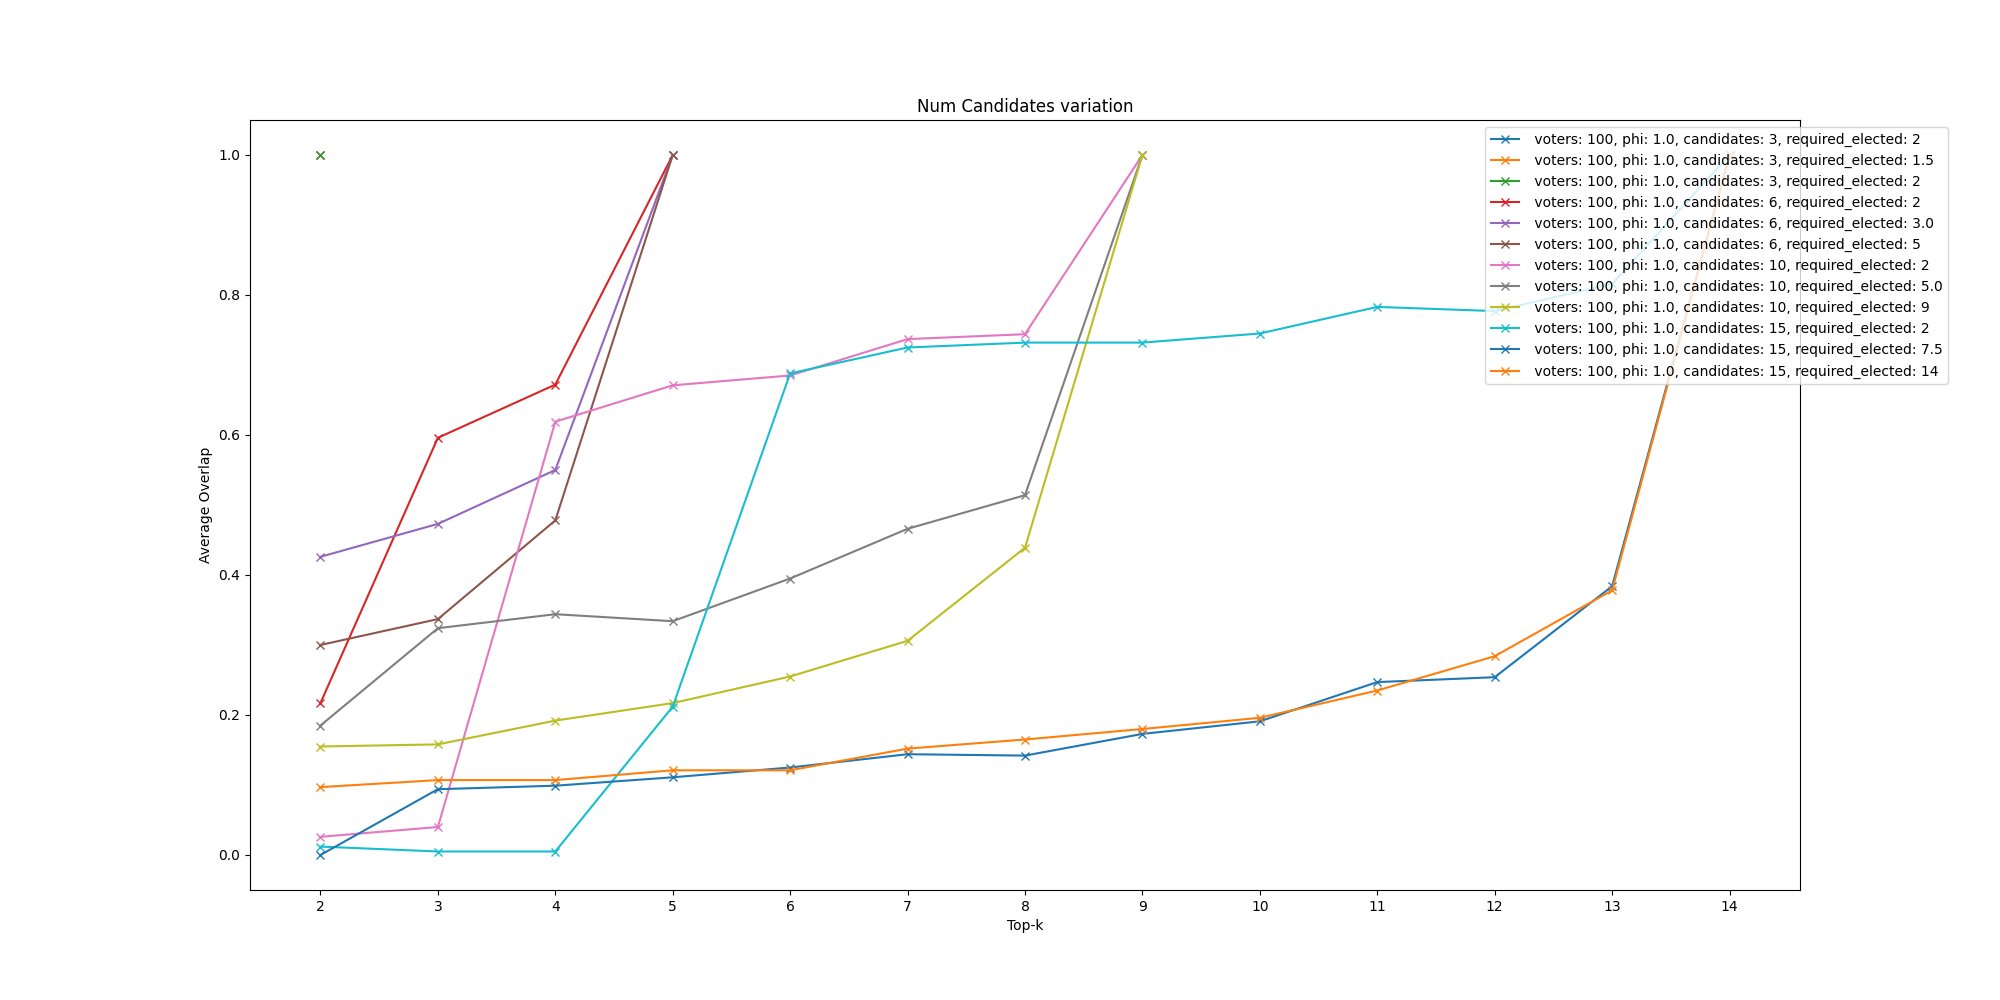 Num Candidates variation
voters: 100, phi: 1.0, candidates: 3, required_elected: 2
voters: 100, phi: 1.0, candidates: 3, required_elected: 1.5
voters: 100, phi: 1.0, candidates: 3, required_elected: 2
voters: 100, phi: 1.0, candidates: 6, required_elected: 2
voters: 100, phi: 1.0, candidates: 6, required_elected: 3.0
voters: 100, phi: 1.0, candidates: 6, required_elected: 5
voters: 100, phi: 1.0, candidates: 10, required_elected: 2
voters: 100, phi: 1.0, candidates: 10, required_elected: 5.0
voters: 100, phi: 1.0, candidates: 10, required_elected: 9
voters: 100, phi: 1.0, candidates: 15, required_elected: 2
voters: 100, phi: 1.0, candidates: 15, required_elected: 7.5
voters: 100, phi: 1.0, candidates: 15, required_elected: 14
1.0
0.8
0.6
0.4
0.2
0.0
Average Overlap
2 3 4 5 6 7 8 9 10 11 12 13 14
Top-k